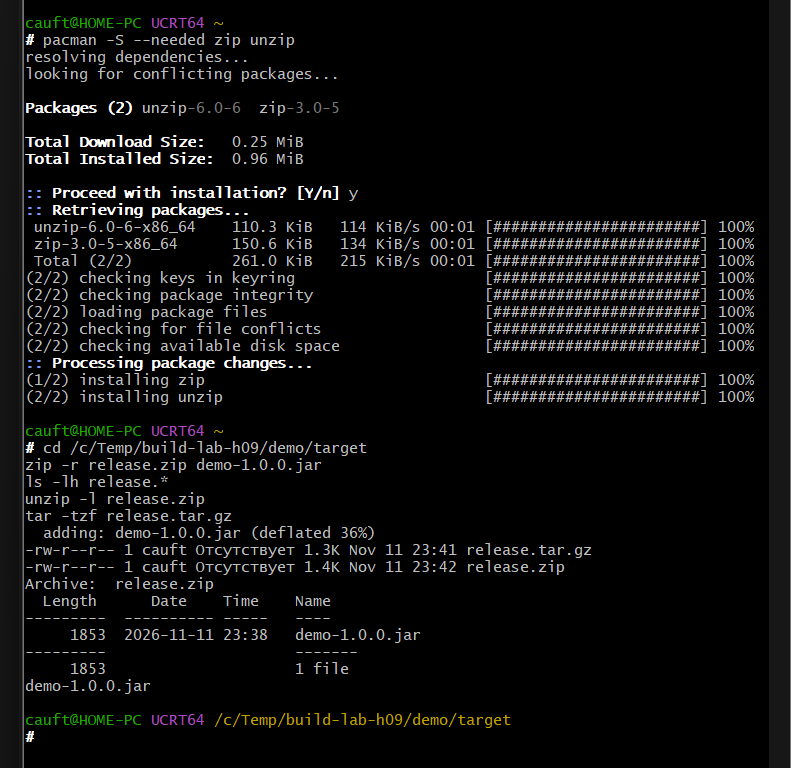 cauft@HOME-PC UCRT64 ~
# pacman -S --needed zip unzip
resolving dependencies...
looking for conflicting packages...
Packages (2) unzip-6.0-6  zip-3.0-5
Total Download Size:   0.25 MiB
Total Installed Size:  0.96 MiB
:: Proceed with installation? [Y/n] y
:: Retrieving packages...
 unzip-6.0-6-x86_64    110.3 KiB   114 KiB/s 00:01 [#######################] 100%
 zip-3.0-5-x86_64      150.6 KiB   134 KiB/s 00:01 [#######################] 100%
 Total (2/2)           261.0 KiB   215 KiB/s 00:01 [#######################] 100%
(2/2) checking keys in keyring                     [#######################] 100%
(2/2) checking package integrity                   [#######################] 100%
(2/2) loading package files                        [#######################] 100%
(2/2) checking for file conflicts                  [#######################] 100%
(2/2) checking available disk space                [#######################] 100%
:: Processing package changes...
(1/2) installing zip                               [#######################] 100%
(2/2) installing unzip                             [#######################] 100%
cauft@HOME-PC UCRT64 ~
# cd /c/Temp/build-lab-h09/demo/target
zip -r release.zip demo-1.0.0.jar
ls -lh release.*
unzip -l release.zip
tar -tzf release.tar.gz
  adding: demo-1.0.0.jar (deflated 36%)
-rw-r--r-- 1 cauft Отсутствует 1.3K Nov 11 23:41 release.tar.gz
-rw-r--r-- 1 cauft Отсутствует 1.4K Nov 11 23:42 release.zip
Archive:  release.zip
  Length      Date    Time    Name
---------  ---------- -----   ----
     1853  2026-11-11 23:38   demo-1.0.0.jar
---------                     -------
     1853                     1 file
demo-1.0.0.jar
cauft@HOME-PC UCRT64 /c/Temp/build-lab-h09/demo/target
#